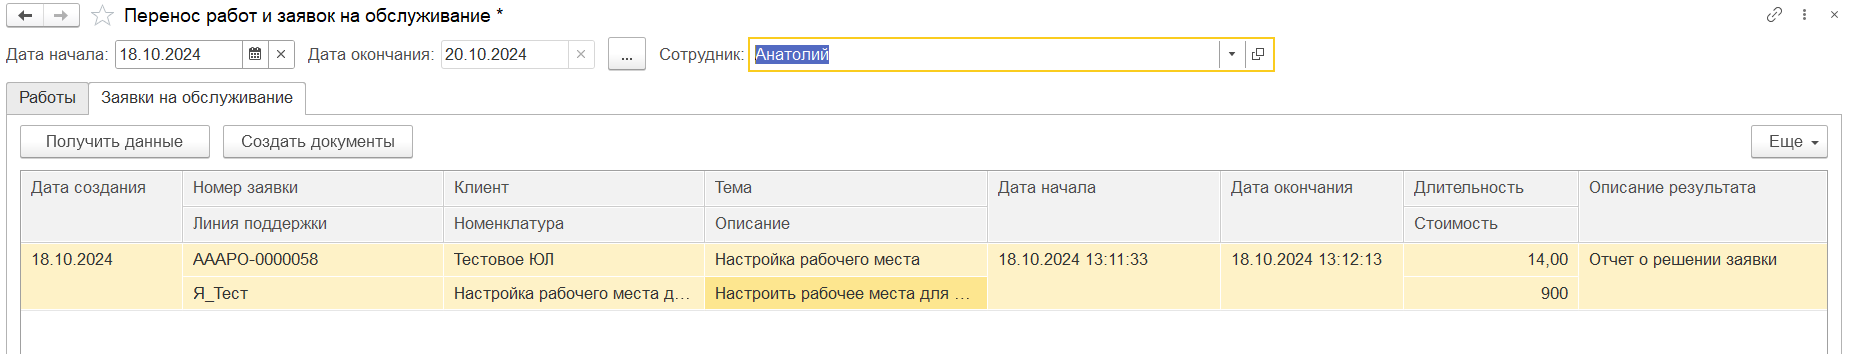 Перенос работ и заявок на обслуживание *
Дата начала: 18.10.2024 Дата окончания: 20.10.2024 ... Сотрудник: Анатолий
Работы Заявки на обслуживание
Получить данные Создать документы Еще
Дата создания Номер заявки Клиент Тема Дата начала Дата окончания Длительность Описание результата
Линия поддержки Номенклатура Описание Стоимость
18.10.2024 АААРО-0000058 Тестовое ЮЛ Настройка рабочего места 18.10.2024 13:11:33 18.10.2024 13:12:13 14,00 Отчет о решении заявки
Я_Тест Настройка рабочего места д... Настроить рабочее места для ... 900